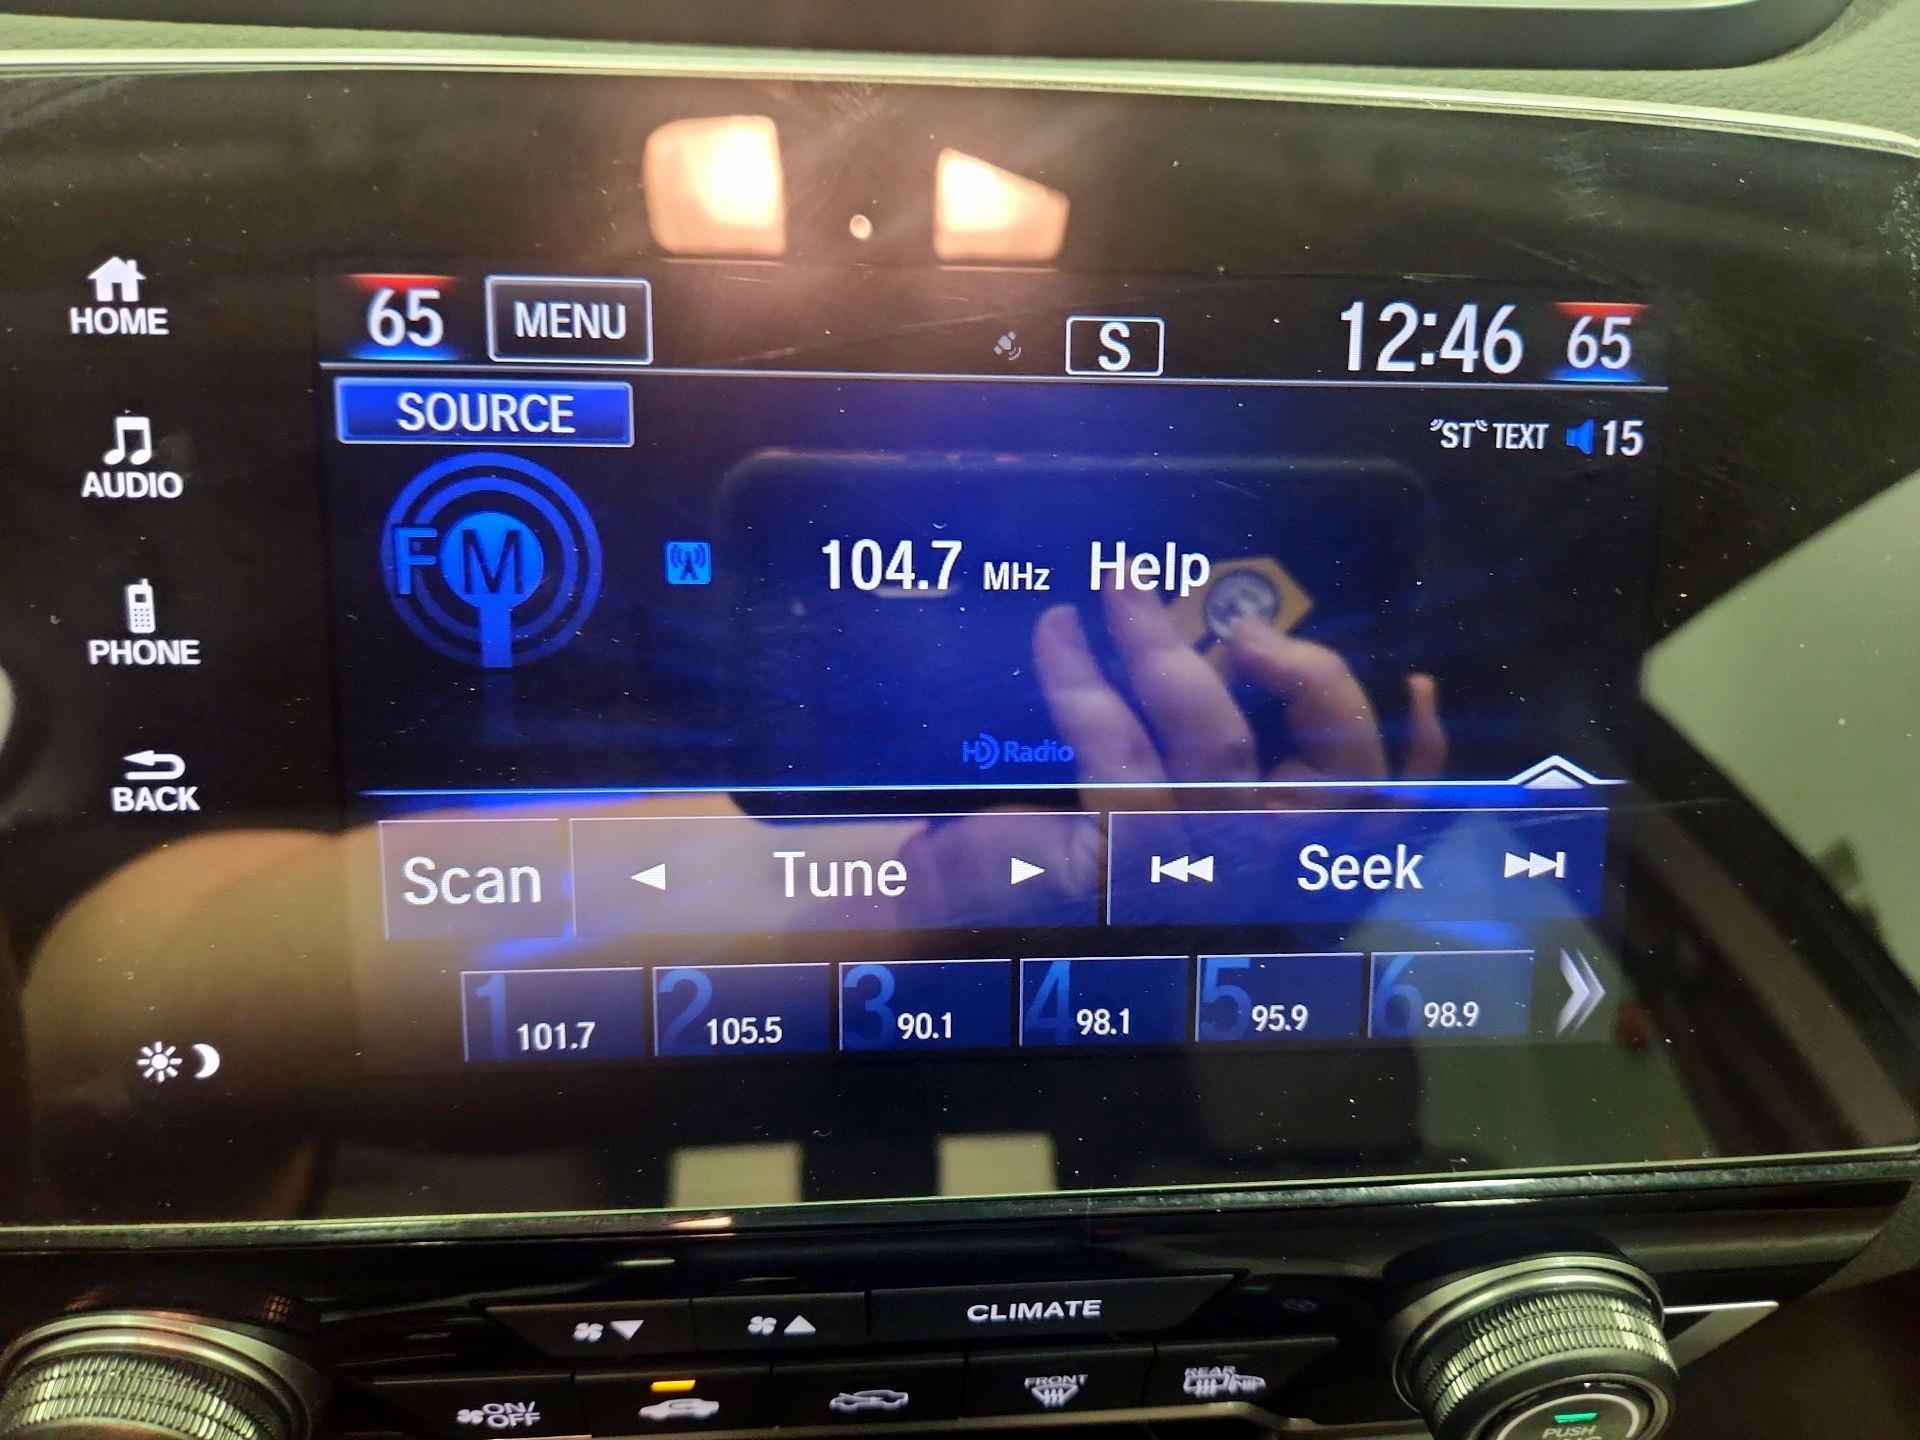 HOME
AUDIO
PHONE
BACK
65 MENU S 12:46 65
SOURCE
"ST" TEXT 15
FM 104.7 MHz Help
HD Radio
Scan Tune Seek
1 101.7 2 105.5 3 90.1 4 98.1 5 95.9 6 98.9
CLIMATE
ON/
OFF
FRONT
REAR
PUSH